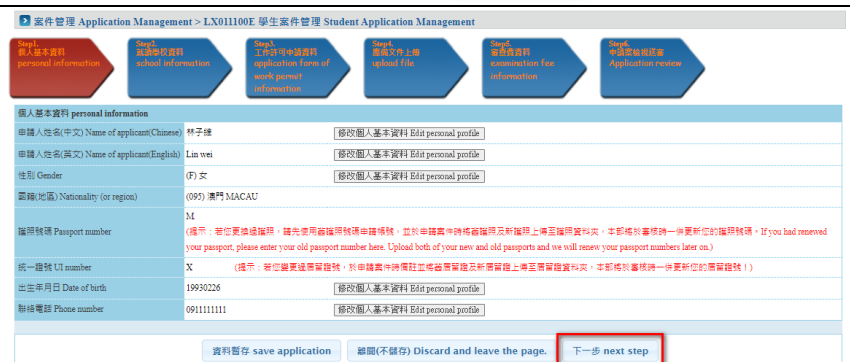 案件管理 Application Management > LX011100E 學生案件管理 Student Application Management
Step1.
個人基本資料
personal information
Step2.
就讀學校資料
school information
Step3.
工作許可申請資料
application form of
work permit
information
Step4.
應備文件上傳
upload file
Step5.
審查費資料
examination fee
information
Step6.
申請案檢視送審
Application review
個人基本資料 personal information
申請人姓名(中文) Name of applicant(Chinese) 林子維 修改個人基本資料 Edit personal profile
申請人姓名(英文) Name of applicant(English) Lin wei 修改個人基本資料 Edit personal profile
性別 Gender (F) 女 修改個人基本資料 Edit personal profile
國籍(地區) Nationality (or region) (095) 澳門 MACAU
M
護照號碼 Passport number (提示：若您更換過護照，請先使用舊護照號碼申請帳號，並於申請案件時將舊護照及新護照上傳至護照資料夾，本部將於審核時一併更新您的護照號碼，If you had renewed
your passport, please enter your old passport number here. Upload both of your new and old passports and we will renew your passport numbers later on.)
統一證號 UI number X (提示：若您變更過居留證號，於申請案件時備註並將舊居留證及新居留證上傳至居留證資料夾，本部將於審核時一併更新您的居留證號！)
出生年月日 Date of birth 19930226 修改個人基本資料 Edit personal profile
聯絡電話 Phone number 0911111111 修改個人基本資料 Edit personal profile
資料暫存 save application 離開(不儲存) Discard and leave the page. 下一步 next step